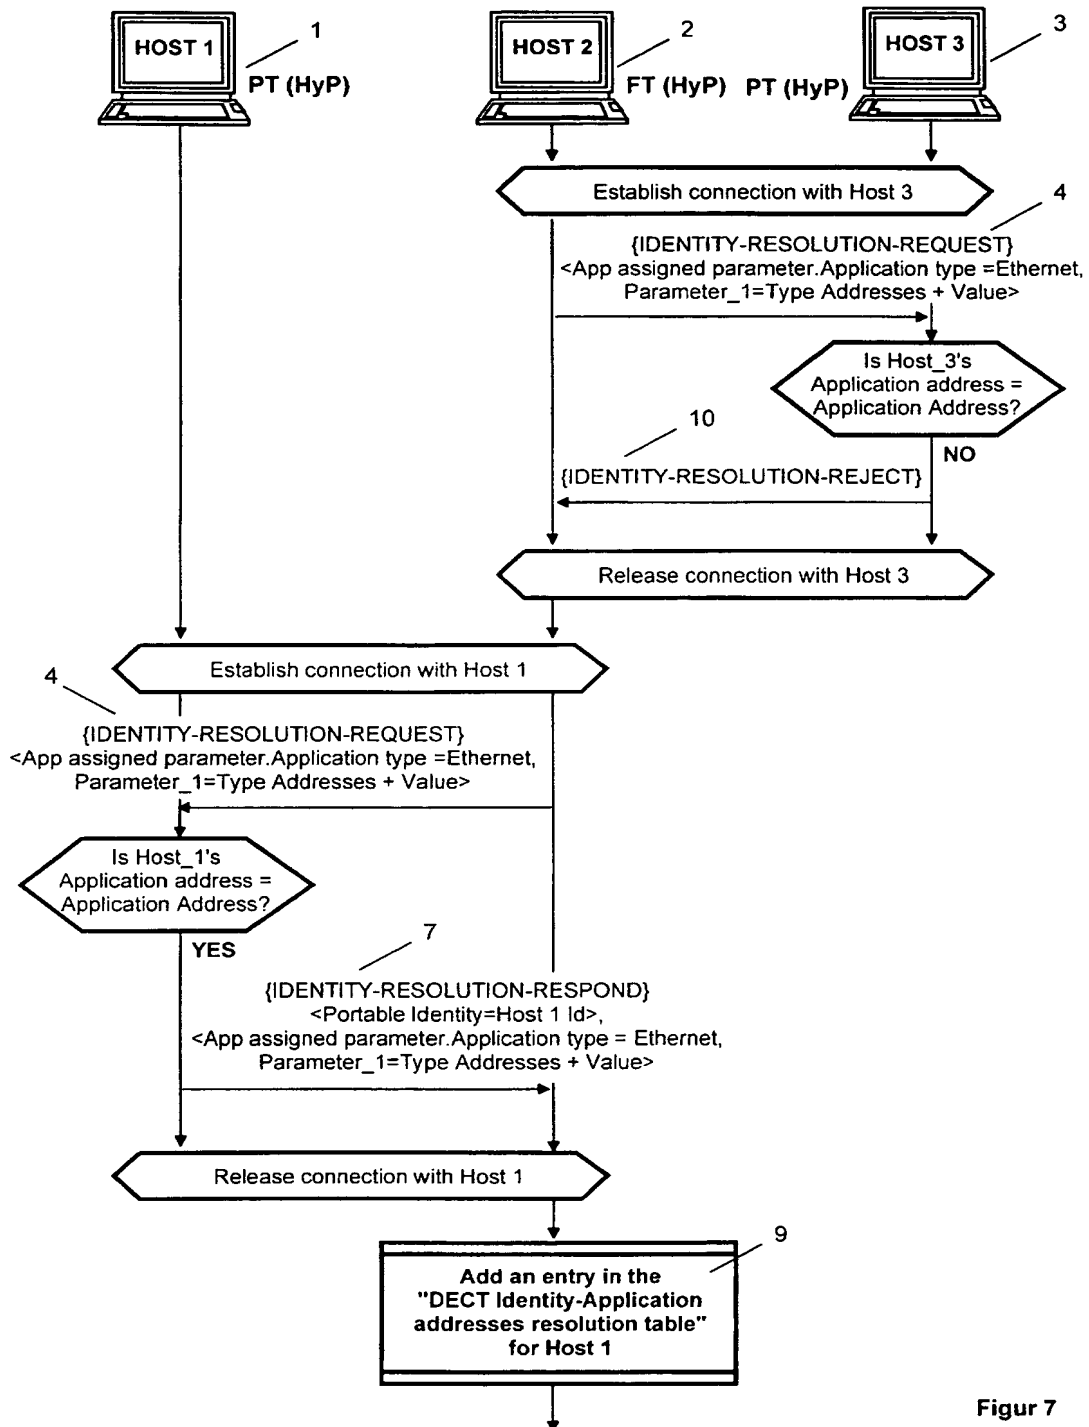 HOST 1
1
PT (HyP)
HOST 2
2
FT (HyP)
HOST 3
3
PT (HyP)
Establish connection with Host 3
4
{IDENTITY-RESOLUTION-REQUEST}
<App assigned parameter.Application type =Ethernet,
Parameter_1=Type Addresses + Value>
Is Host_3's
Application address =
Application Address?
NO
10
{IDENTITY-RESOLUTION-REJECT}
Release connection with Host 3
Establish connection with Host 1
4
{IDENTITY-RESOLUTION-REQUEST}
<App assigned parameter.Application type =Ethernet,
Parameter_1=Type Addresses + Value>
Is Host_1's
Application address =
Application Address?
YES
7
{IDENTITY-RESOLUTION-RESPOND}
<Portable Identity=Host 1 Id>,
<App assigned parameter.Application type = Ethernet,
Parameter_1=Type Addresses + Value>
Release connection with Host 1
9
Add an entry in the
"DECT Identity-Application
addresses resolution table"
for Host 1
Figur 7